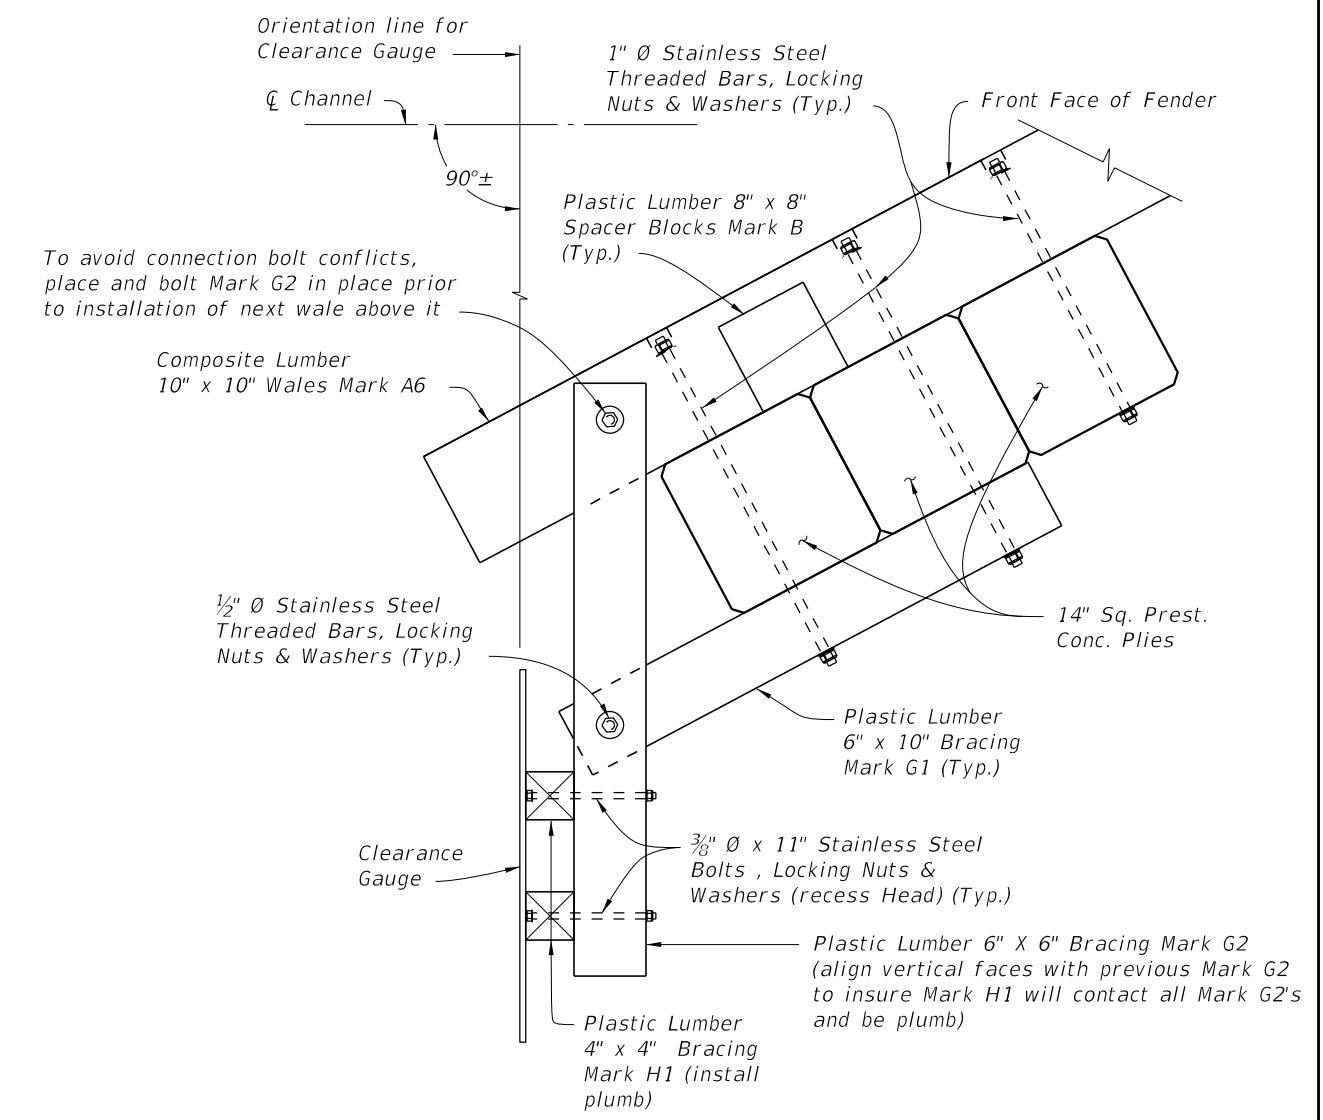 Orientation line for
Clearance Gauge
℄ Channel
90°±
1" Ø Stainless Steel
Threaded Bars, Locking
Nuts & Washers (Typ.)
Front Face of Fender
Plastic Lumber 8" x 8"
Spacer Blocks Mark B
(Typ.)
To avoid connection bolt conflicts,
place and bolt Mark G2 in place prior
to installation of next wale above it
Composite Lumber
10" x 10" Wales Mark A6
½" Ø Stainless Steel
Threaded Bars, Locking
Nuts & Washers (Typ.)
14" Sq. Prest.
Conc. Plies
Plastic Lumber
6" x 10" Bracing
Mark G1 (Typ.)
Clearance
Gauge
⅜" Ø x 11" Stainless Steel
Bolts , Locking Nuts &
Washers (recess Head) (Typ.)
Plastic Lumber 6" X 6" Bracing Mark G2
(align vertical faces with previous Mark G2
to insure Mark H1 will contact all Mark G2's
and be plumb)
Plastic Lumber
4" x 4" Bracing
Mark H1 (install
plumb)